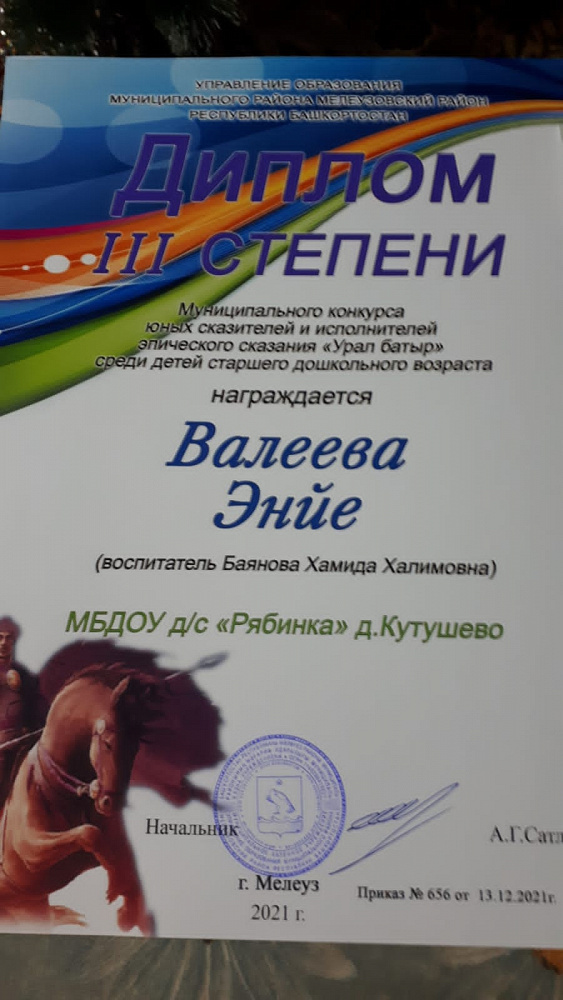 УПРАВЛЕНИЕ ОБРАЗОВАНИЯ
МУНИЦИПАЛЬНОГО РАЙОНА МЕЛЕУЗОВСКИЙ РАЙОН
РЕСПУБЛИКИ БАШКОРТОСТАН
Диплом
III СТЕПЕНИ
Муниципального конкурса
юных сказителей и исполнителей
эпического сказания «Урал батыр»
среди детей старшего дошкольного возраста
награждается
Валеева
Энйе
(воспитатель Баянова Хамида Халимовна)
МБДОУ д/с «Рябинка» д.Кутушево
Начальник
А.Г.Сатл
г. Мелеуз
2021 г.
Приказ № 656 от 13.12.2021г.